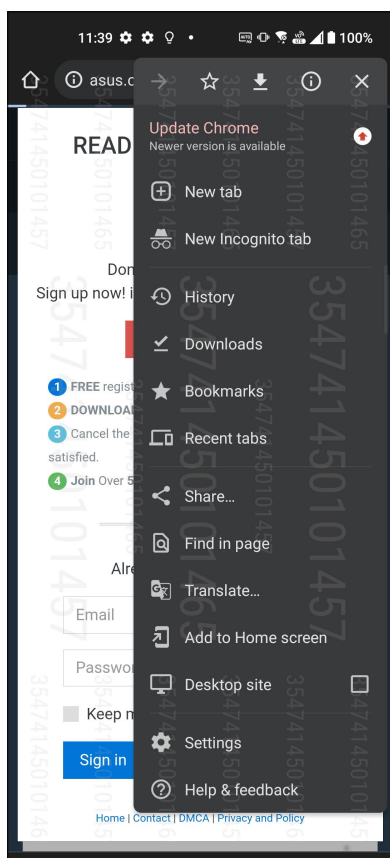 11:39
100%
asus.c
Update Chrome
Newer version is available
New tab
New Incognito tab
History
Downloads
Bookmarks
Recent tabs
Share...
Find in page
Translate...
Add to Home screen
Desktop site
Settings
Help & feedback
READ
Sign up now! i
1 FREE regist
2 DOWNLOA
3 Cancel the
satisfied.
4 Join Over 5
Alre
Email
Passwo
Keep m
Sign in
Home | Contact | DMCA | Privacy and Policy